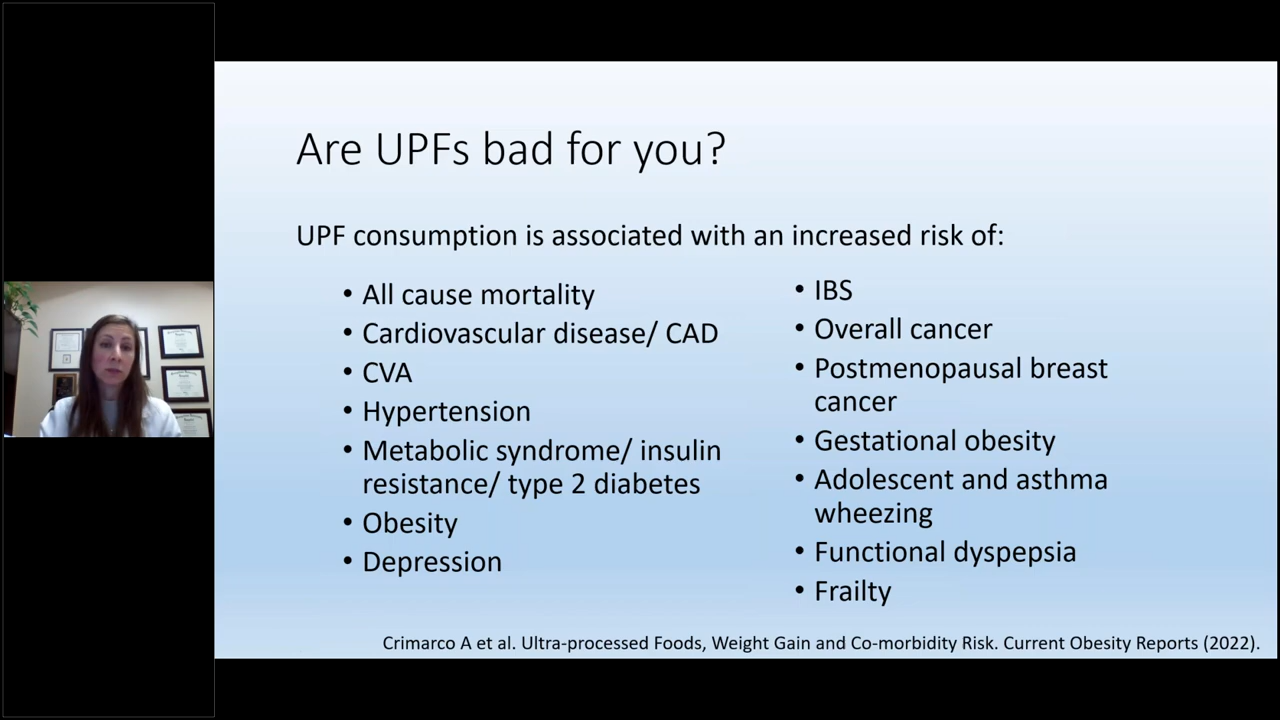 Are UPFs bad for you?
UPF consumption is associated with an increased risk of:
• All cause mortality
• Cardiovascular disease/ CAD
• CVA
• Hypertension
• Metabolic syndrome/ insulin
resistance/ type 2 diabetes
• Obesity
• Depression
• IBS
• Overall cancer
• Postmenopausal breast
cancer
• Gestational obesity
• Adolescent and asthma
wheezing
• Functional dyspepsia
• Frailty
Crimarco A et al. Ultra-processed Foods, Weight Gain and Co-morbidity Risk. Current Obesity Reports (2022).